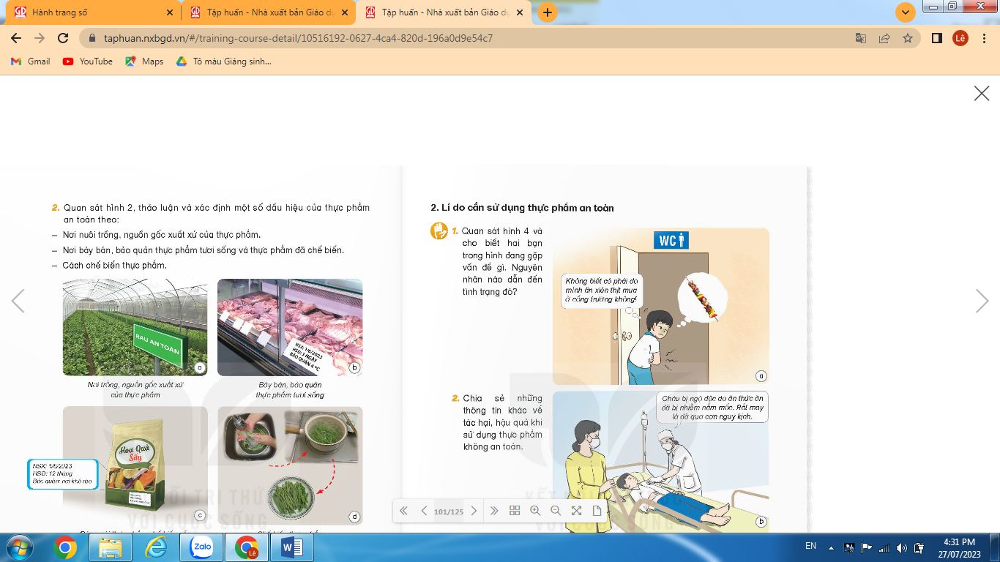 Hành trang số
Tập huấn - Nhà xuất bản Giáo dụ
Tập huấn - Nhà xuất bản Giáo dụ
taphuan.nxbgd.vn/#/training-course-detail/10516192-0627-4ca4-820d-196a0d9e54c7
Lê
Gmail
YouTube
Maps
Tô màu Giáng sinh...
2. Quan sát hình 2, thảo luận và xác định một số dấu hiệu của thực phẩm
an toàn theo:
– Nơi nuôi trồng, nguồn gốc xuất xứ của thực phẩm.
– Nơi bày bán, bảo quản thực phẩm tươi sống và thực phẩm đã chế biến.
– Cách chế biến thực phẩm.
RAU AN TOÀN
a
NSX: 1/6/2023
HSD: 3 NGÀY
BẢO QUẢN 4 ºC
b
Nơi trồng, nguồn gốc xuất xứ
của thực phẩm
Bày bán, bảo quản
thực phẩm tươi sống
Hoa Quả
Sấy
NSX: 1/6/2023
HSD: 12 tháng
Bảo quản: nơi khô ráo
c
d
2. Lí do cần sử dụng thực phẩm an toàn
1. Quan sát hình 4 và
cho biết hai bạn
trong hình đang gặp
vấn đề gì. Nguyên
nhân nào dẫn đến
tình trạng đó?
WC
Không biết có phải do
mình ăn xiên thịt mua
ở cổng trường không!
a
2. Chia sẻ những
thông tin khác về
tác hại, hậu quả khi
sử dụng thực phẩm
không an toàn.
Cháu bị ngộ độc do ăn thức ăn
đã bị nhiễm nấm mốc. Rất may
là đã qua cơn nguy kịch.
b
KẾT NỐI TRI THỨC
VỚI CUỘC SỐNG
101/125
Zalo
Lê
EN
4:31 PM
27/07/2023